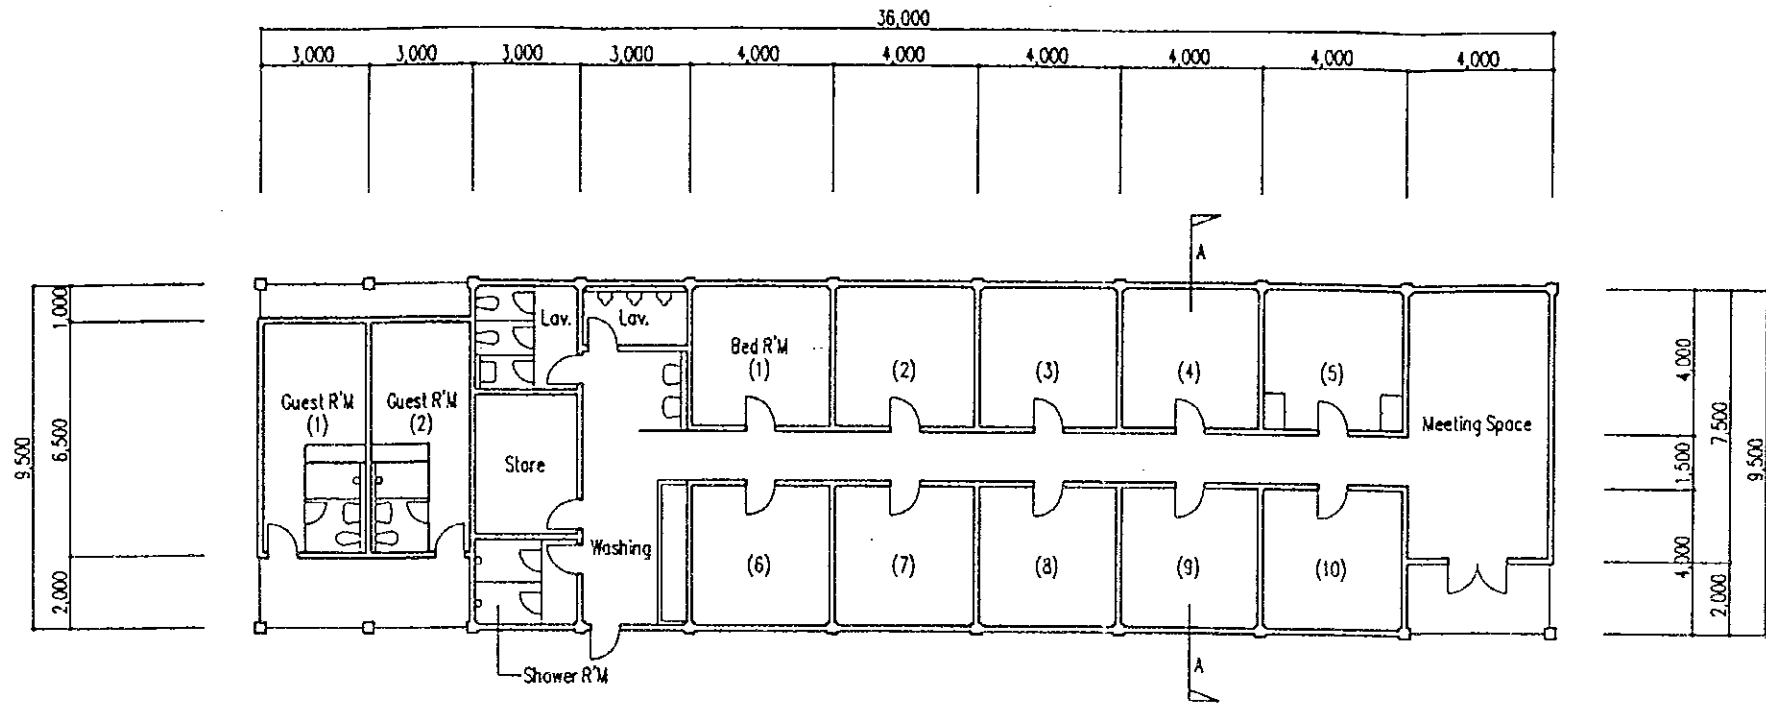 36,000
3,000 3,000 3,000 3,000 4,000 4,000 4,000 4,000 4,000 4,000
A
1,000
6,500
2,000
9,500
Lav.
Lav.
Guest R'M
(1)
Guest R'M
(2)
Bed R'M
(1)
(2)
(3)
(4)
(5)
Meeting Space
Store
Washing
(6)
(7)
(8)
(9)
(10)
4,000
1,500
4,000
7,500
2,000
9,500
Shower R'M
A